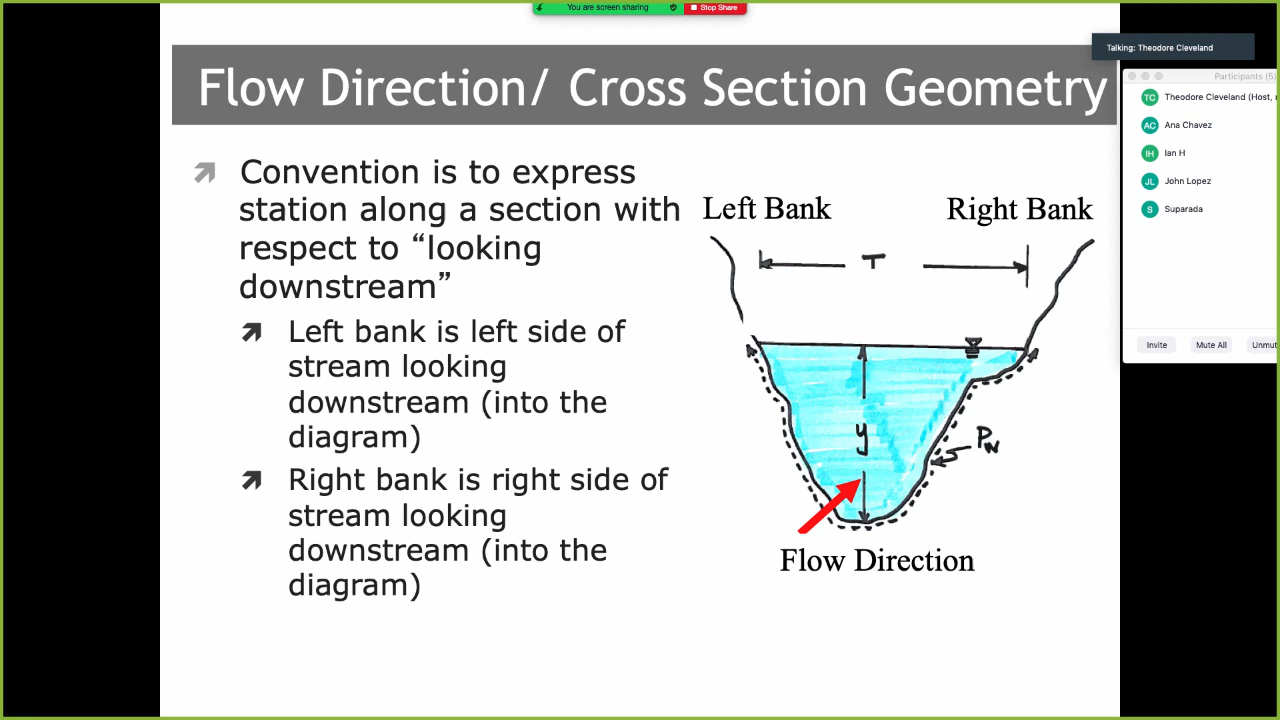 You are screen sharing
Stop Share
Talking: Theodore Cleveland
Participants (5)
TC Theodore Cleveland (Host,
AC Ana Chavez
IH Ian H
JL John Lopez
S Suparada
Invite
Mute All
Unmut
Flow Direction/ Cross Section Geometry
Convention is to express
station along a section with
respect to “looking
downstream”
Left bank is left side of
stream looking
downstream (into the
diagram)
Right bank is right side of
stream looking
downstream (into the
diagram)
Left Bank
Right Bank
T
y
Pw
Flow Direction